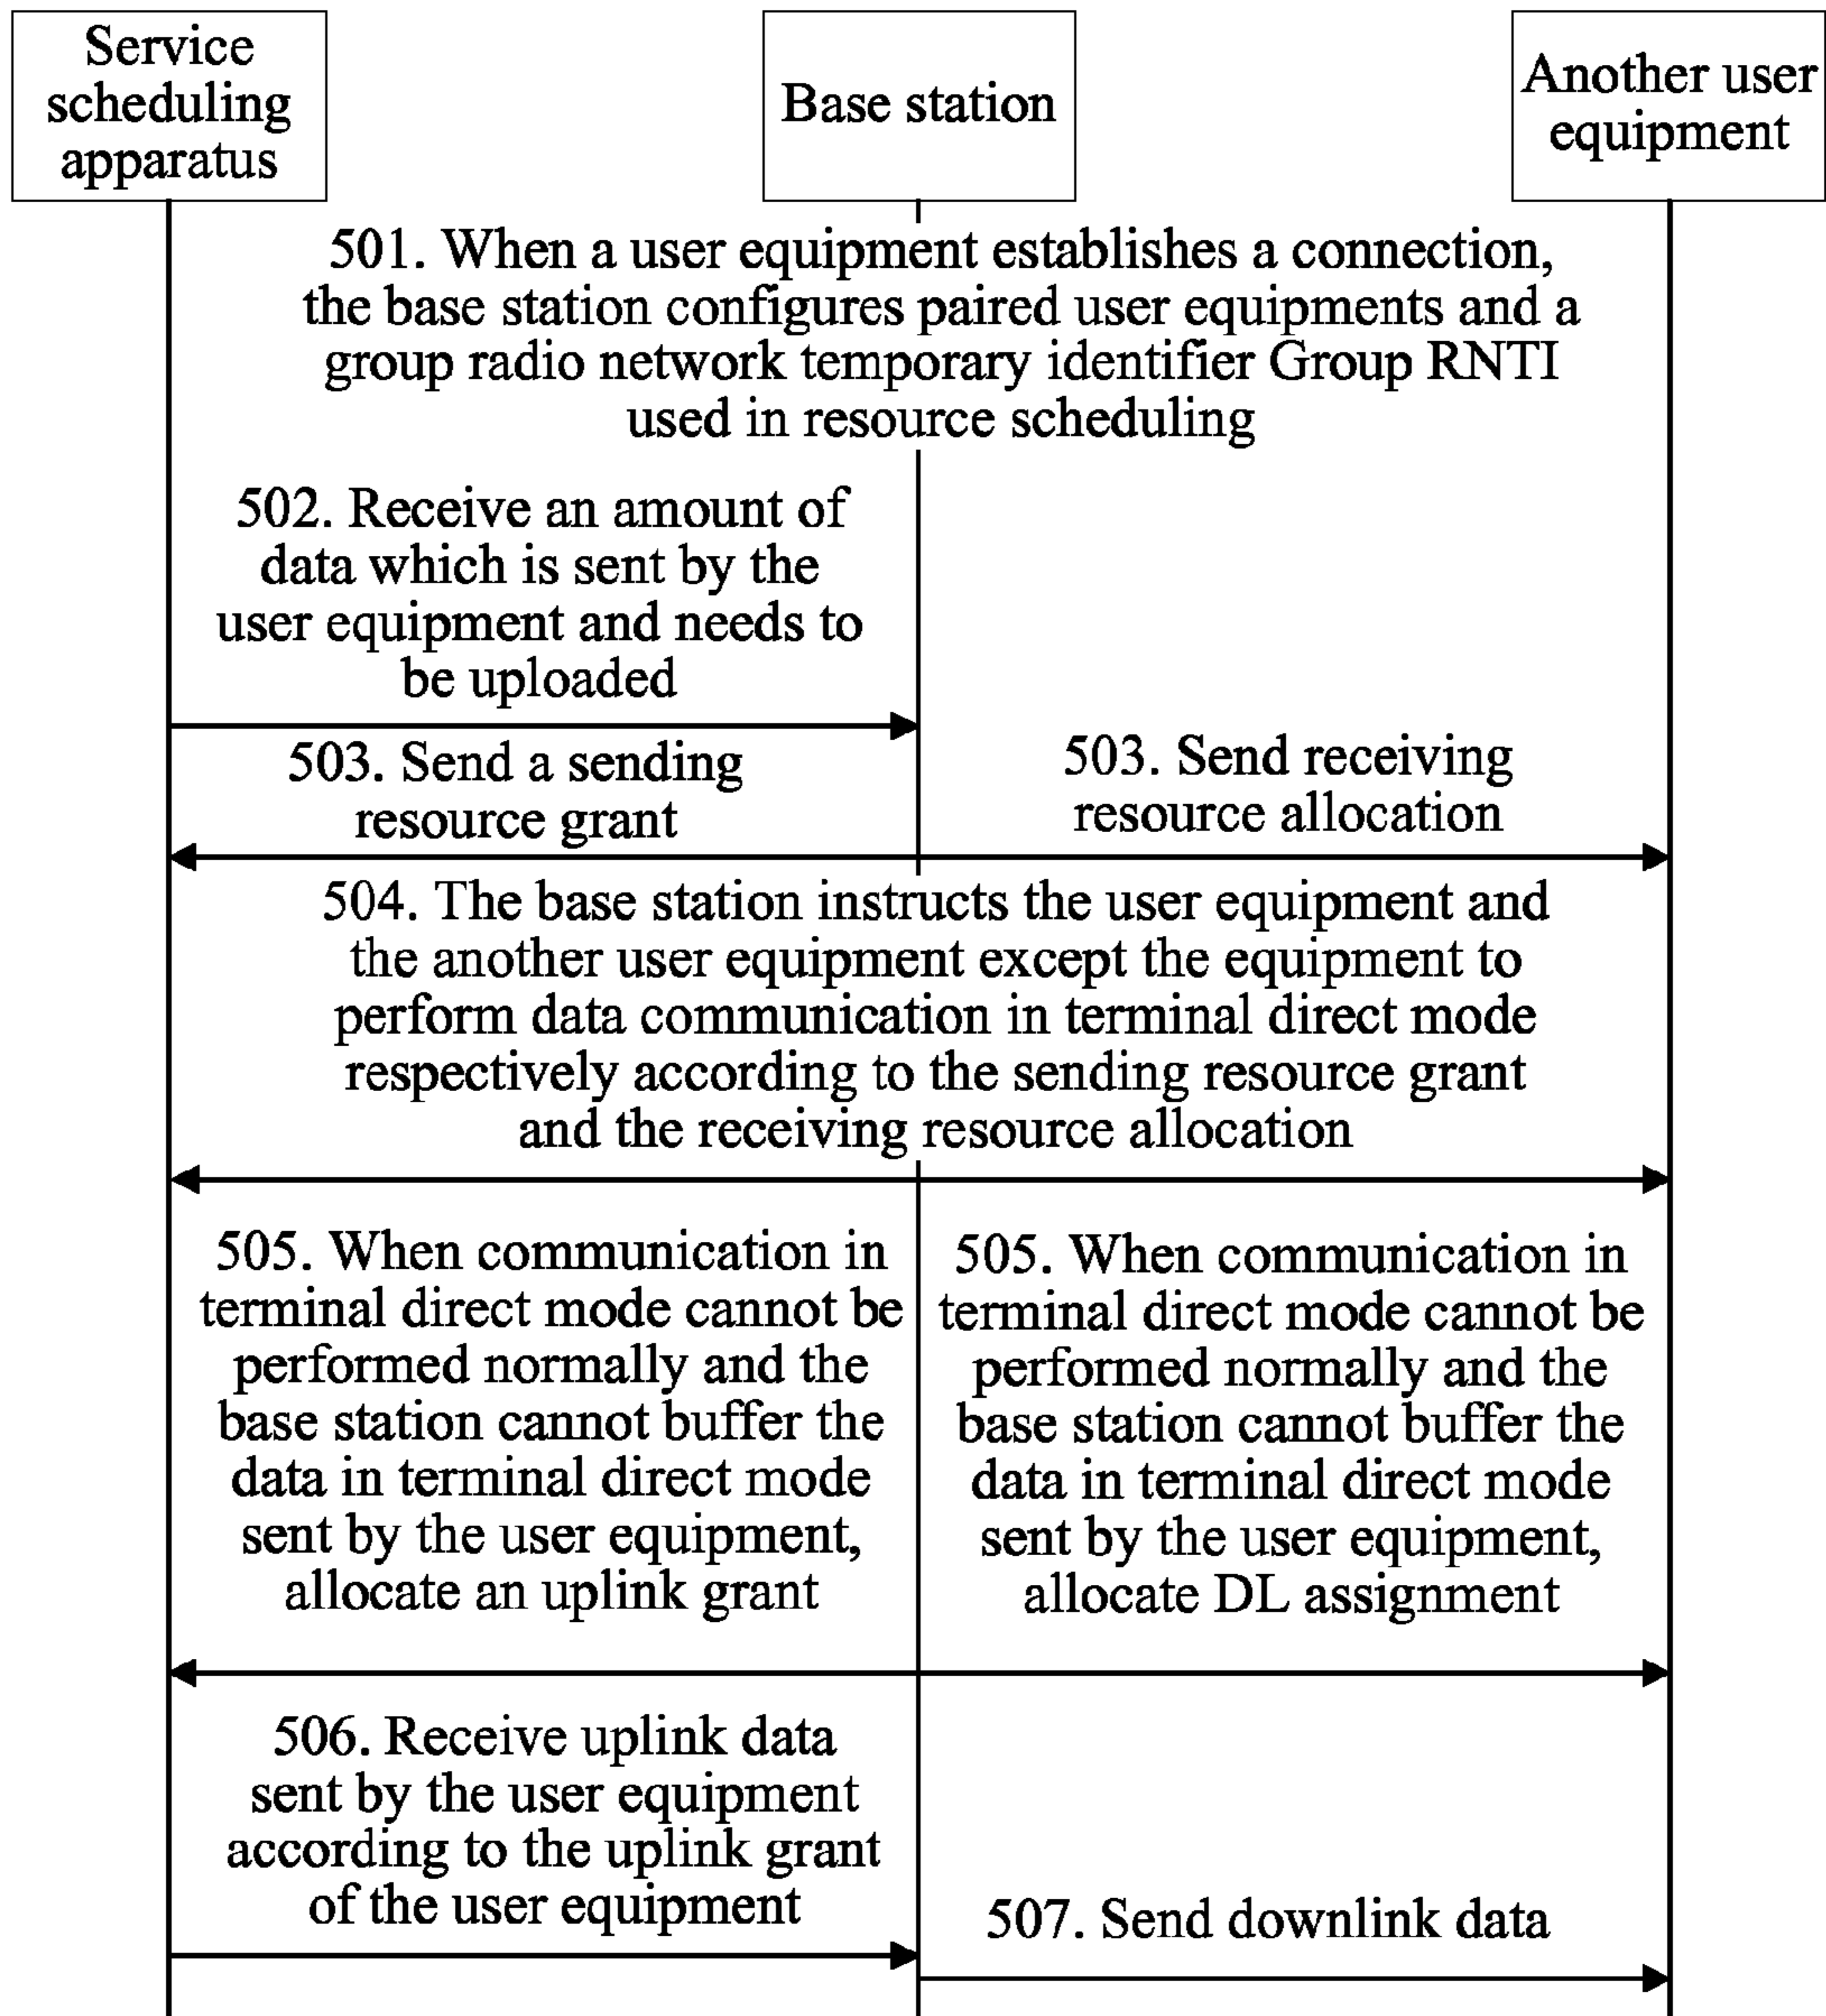 Service
scheduling
apparatus
Base station
Another user
equipment
501. When a user equipment establishes a connection,
the base station configures paired user equipments and a
group radio network temporary identifier Group RNTI
used in resource scheduling
502. Receive an amount of
data which is sent by the
user equipment and needs to
be uploaded
503. Send a sending
resource grant
503. Send receiving
resource allocation
504. The base station instructs the user equipment and
the another user equipment except the equipment to
perform data communication in terminal direct mode
respectively according to the sending resource grant
and the receiving resource allocation
505. When communication in
terminal direct mode cannot be
performed normally and the
base station cannot buffer the
data in terminal direct mode
sent by the user equipment,
allocate an uplink grant
505. When communication in
terminal direct mode cannot be
performed normally and the
base station cannot buffer the
data in terminal direct mode
sent by the user equipment,
allocate DL assignment
506. Receive uplink data
sent by the user equipment
according to the uplink grant
of the user equipment
507. Send downlink data